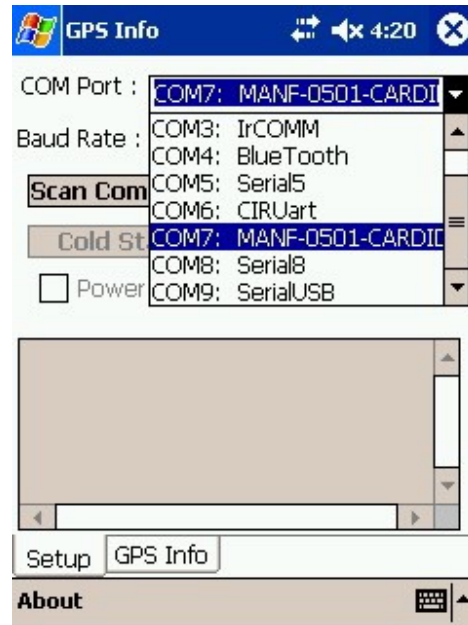 GPS Info 4:20
COM Port : COM7: MANF-0501-CARDI
Baud Rate : COM3: IrCOMM
COM4: BlueTooth
Scan Com COM5: Serial5
COM6: CIRUart
Cold St COM7: MANF-0501-CARDID
COM8: Serial8
Power COM9: SerialUSB
Setup GPS Info
About